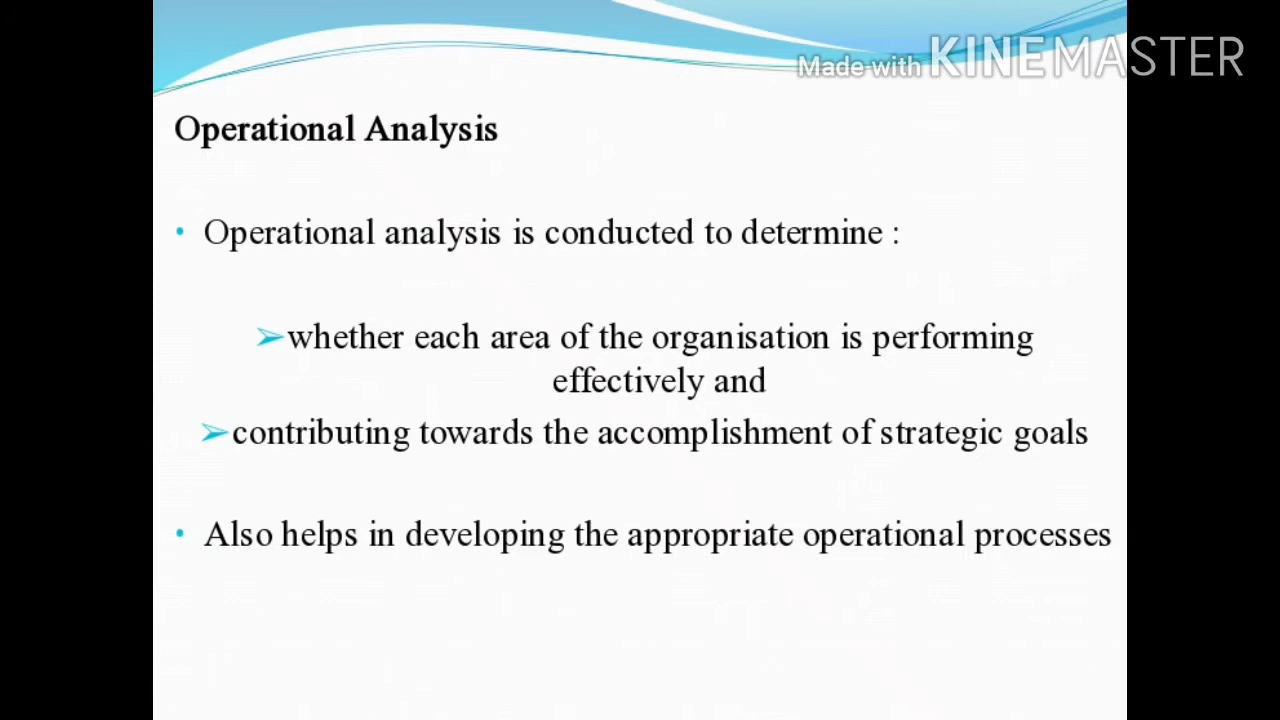 Made with KINEMASTER
Operational Analysis
• Operational analysis is conducted to determine :
➢whether each area of the organisation is performing
effectively and
➢contributing towards the accomplishment of strategic goals
• Also helps in developing the appropriate operational processes